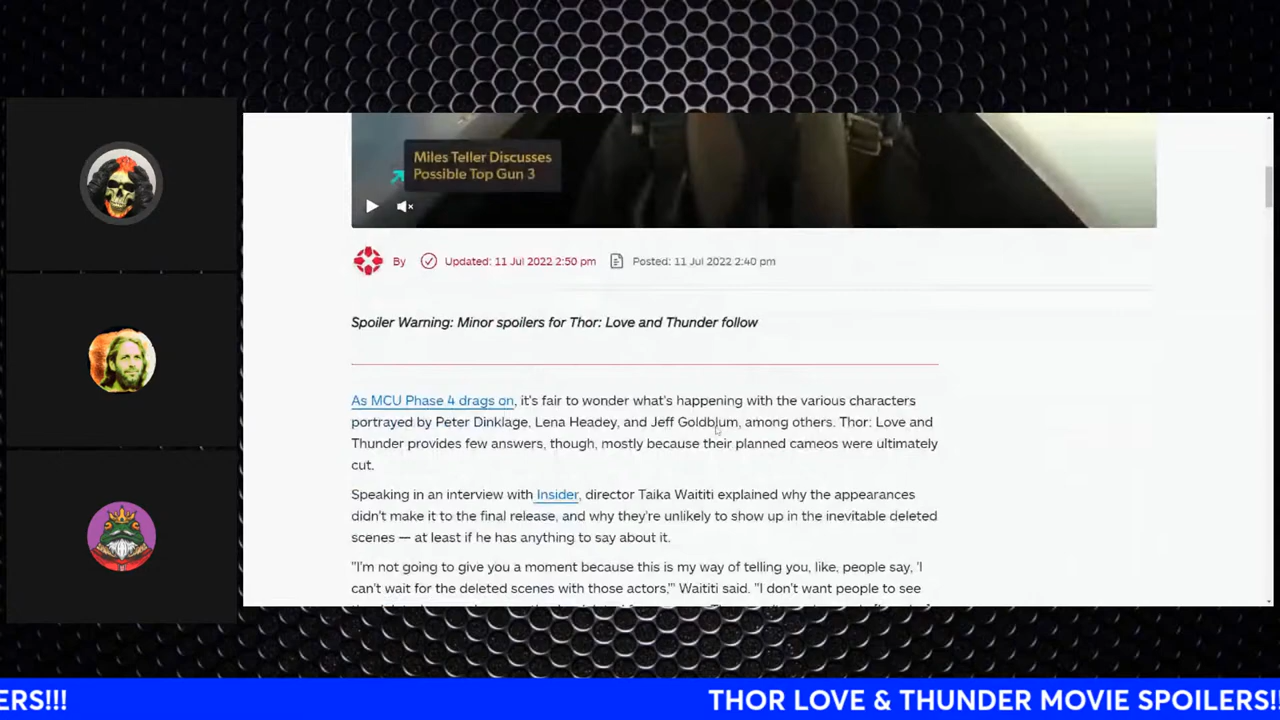 Miles Teller Discusses
Possible Top Gun 3
By Updated: 11 Jul 2022 2:50 pm Posted: 11 Jul 2022 2:40 pm
Spoiler Warning: Minor spoilers for Thor: Love and Thunder follow
As MCU Phase 4 drags on, it's fair to wonder what's happening with the various characters
portrayed by Peter Dinklage, Lena Headey, and Jeff Goldblum, among others. Thor: Love and
Thunder provides few answers, though, mostly because their planned cameos were ultimately
cut.
Speaking in an interview with Insider, director Taika Waititi explained why the appearances
didn't make it to the final release, and why they're unlikely to show up in the inevitable deleted
scenes — at least if he has anything to say about it.
"I'm not going to give you a moment because this is my way of telling you, like, people say, 'I
can't wait for the deleted scenes with those actors,'" Waititi said. "I don't want people to see
ERS!!! THOR LOVE & THUNDER MOVIE SPOILERS!!